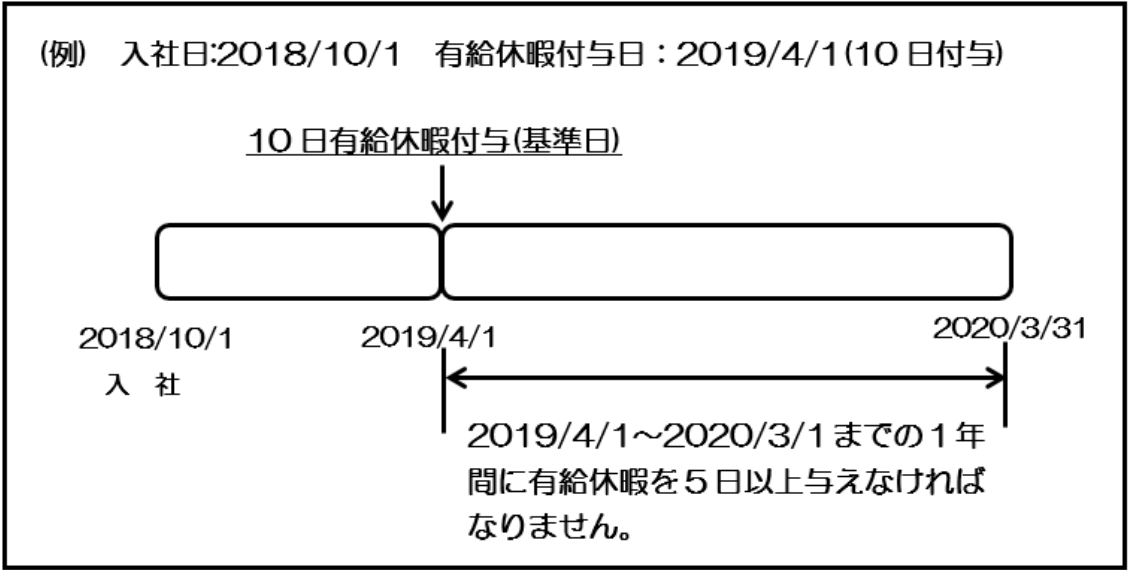 (例) 入社日:2018/10/1 有給休暇付与日：2019/4/1(10日付与)
10日有給休暇付与(基準日)
2018/10/1
入 社
2019/4/1
2020/3/31
2019/4/1～2020/3/1までの1年
間に有給休暇を5日以上与えなければ
なりません。